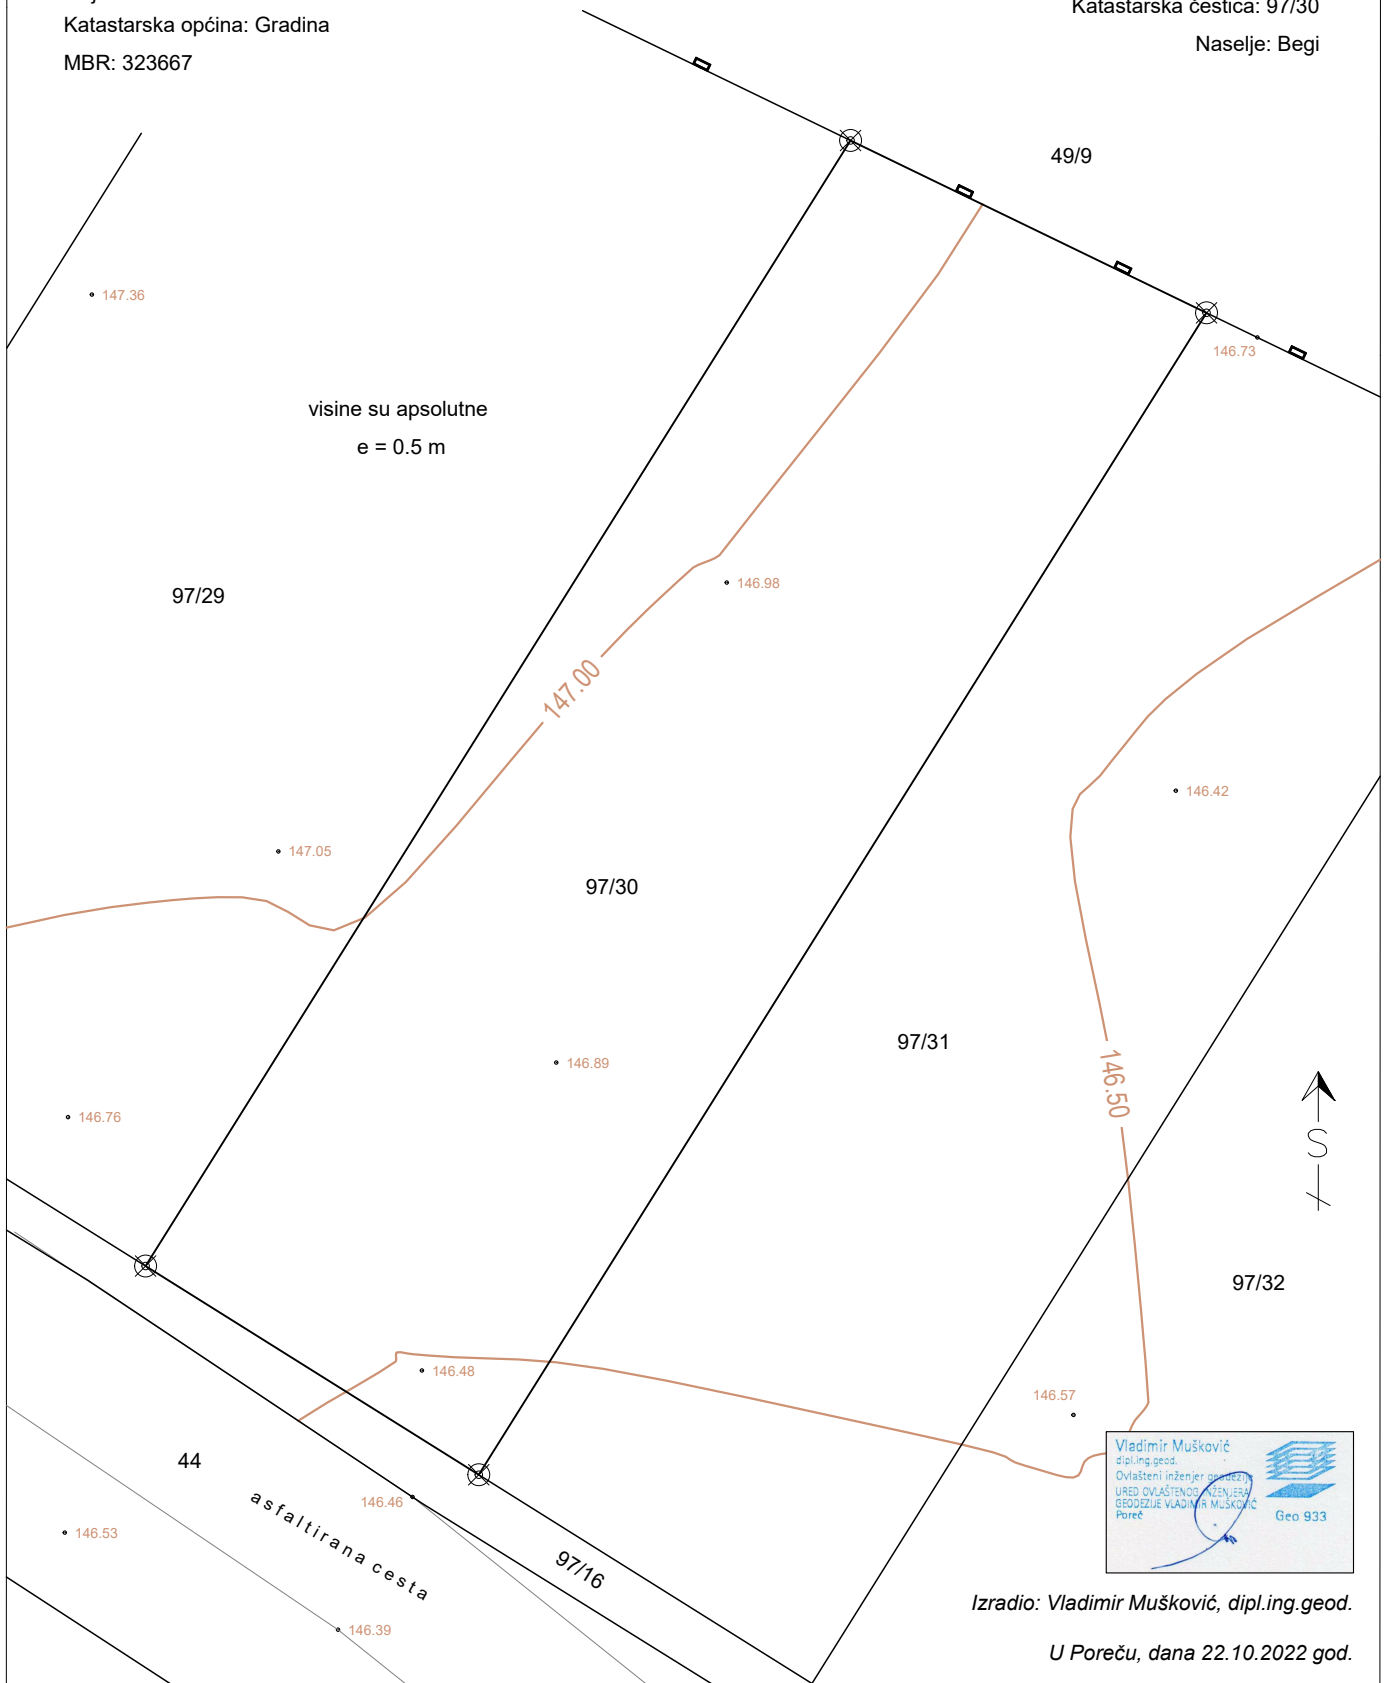 Katastarska općina: Gradina
MBR: 323667
Katastarska čestica: 97/30
Naselje: Begi
49/9
147.36
146.73
visine su apsolutne
e = 0.5 m
97/29
146.98
147.00
146.42
147.05
97/30
97/31
146.89
146.50
146.76
S
97/32
146.48
146.57
44
asfaltirana cesta
146.46
146.53
97/16
146.39
Vladimir Mušković
dipl.ing.geod.
Ovlašteni inženjer geodezije
URED OVLAŠTENOG INŽENJERA
GEODEZIJE VLADIMIR MUŠKOVIĆ
Poreč
Geo 933
Izradio: Vladimir Mušković, dipl.ing.geod.
U Poreču, dana 22.10.2022 god.